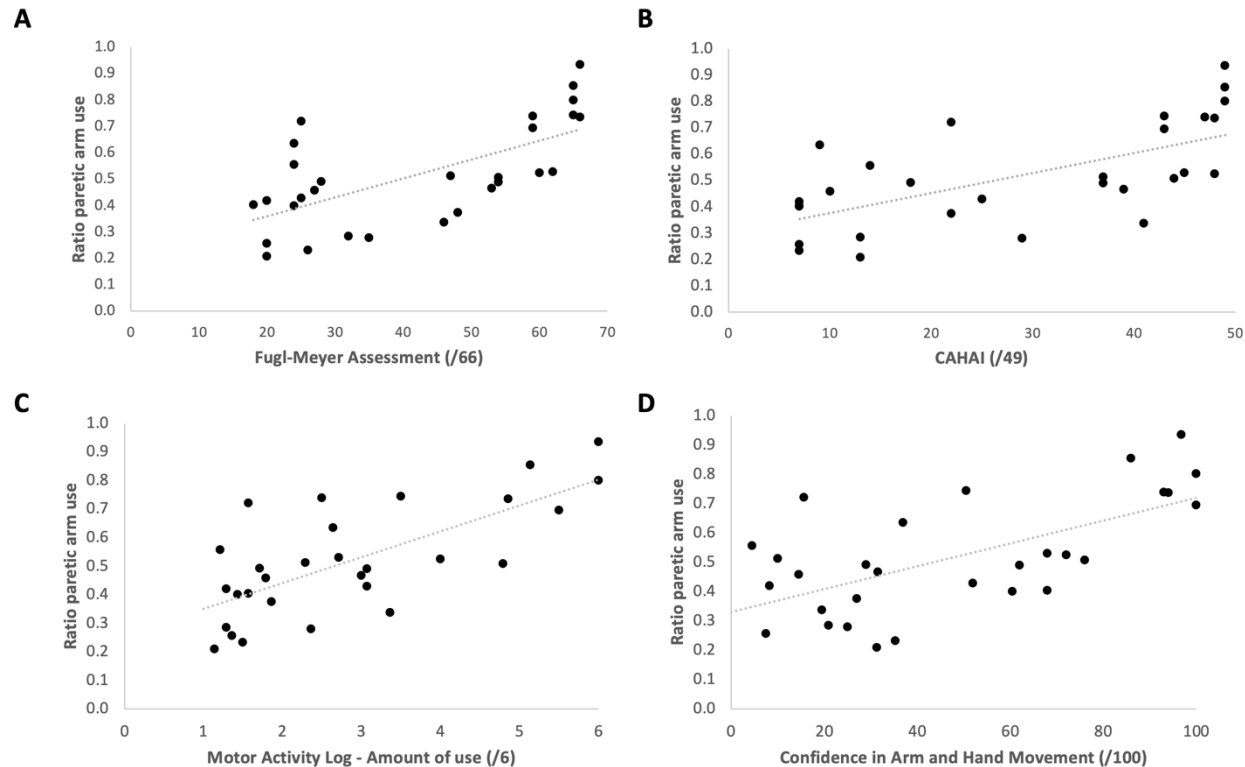 A
1.0
0.9
0.8
0.7
0.6
0.5
0.4
0.3
0.2
0.1
0.0
Ratio paretic arm use
0 10 20 30 40 50 60 70
Fugl-Meyer Assessment (/66)
B
1.0
0.9
0.8
0.7
0.6
0.5
0.4
0.3
0.2
0.1
0.0
Ratio paretic arm use
0 10 20 30 40 50
CAHAI (/49)
C
1.0
0.9
0.8
0.7
0.6
0.5
0.4
0.3
0.2
0.1
0.0
Ratio paretic arm use
0 1 2 3 4 5 6
Motor Activity Log - Amount of use (/6)
D
1.0
0.9
0.8
0.7
0.6
0.5
0.4
0.3
0.2
0.1
0.0
Ratio paretic arm use
0 20 40 60 80 100
Confidence in Arm and Hand Movement (/100)